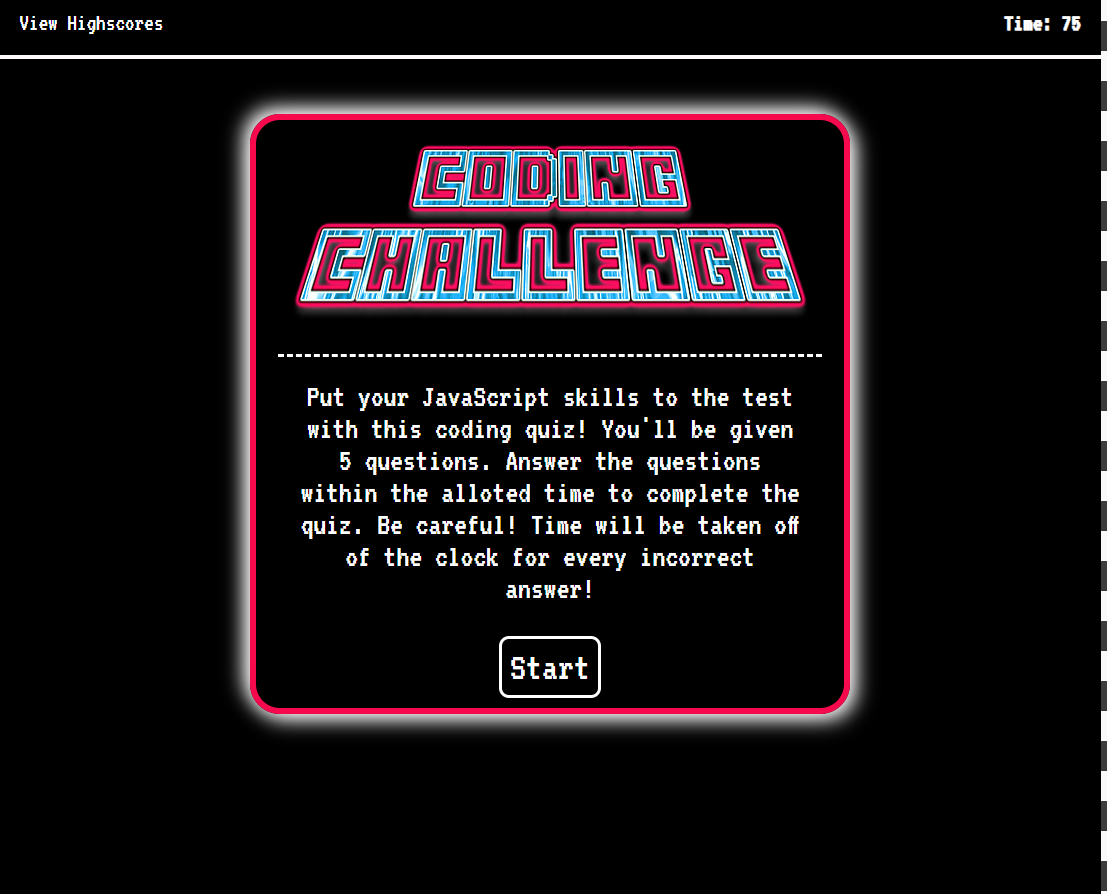 View Highscores
Time: 75
CODING
CHALLENGE
Put your JavaScript skills to the test
with this coding quiz! You'll be given
5 questions. Answer the questions
within the alloted time to complete the
quiz. Be careful! Time will be taken off
of the clock for every incorrect
answer!
Start